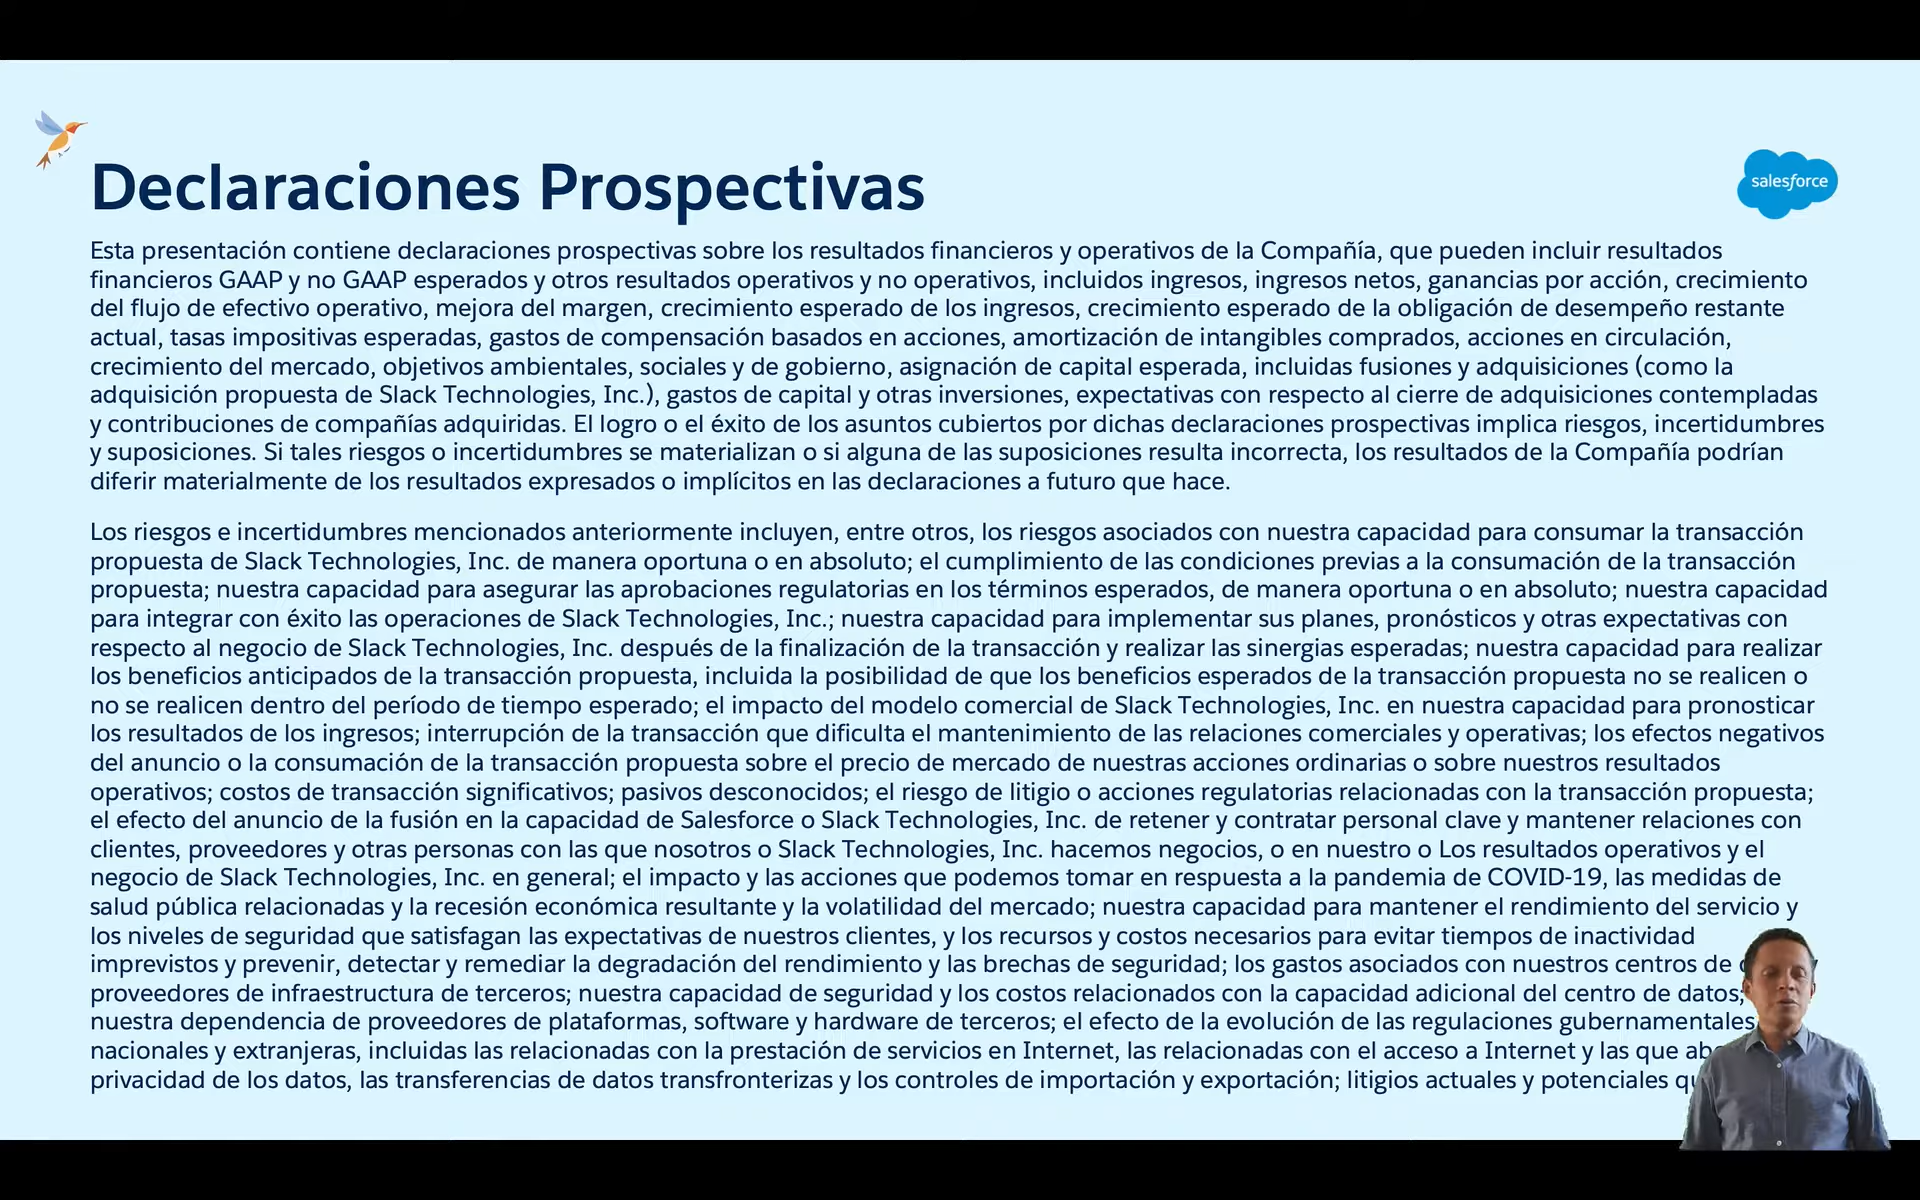 Declaraciones Prospectivas
salesforce
Esta presentación contiene declaraciones prospectivas sobre los resultados financieros y operativos de la Compañía, que pueden incluir resultados
financieros GAAP y no GAAP esperados y otros resultados operativos y no operativos, incluidos ingresos, ingresos netos, ganancias por acción, crecimiento
del flujo de efectivo operativo, mejora del margen, crecimiento esperado de los ingresos, crecimiento esperado de la obligación de desempeño restante
actual, tasas impositivas esperadas, gastos de compensación basados en acciones, amortización de intangibles comprados, acciones en circulación,
crecimiento del mercado, objetivos ambientales, sociales y de gobierno, asignación de capital esperada, incluidas fusiones y adquisiciones (como la
adquisición propuesta de Slack Technologies, Inc.), gastos de capital y otras inversiones, expectativas con respecto al cierre de adquisiciones contempladas
y contribuciones de compañías adquiridas. El logro o el éxito de los asuntos cubiertos por dichas declaraciones prospectivas implica riesgos, incertidumbres
y suposiciones. Si tales riesgos o incertidumbres se materializan o si alguna de las suposiciones resulta incorrecta, los resultados de la Compañía podrían
diferir materialmente de los resultados expresados o implícitos en las declaraciones a futuro que hace.
Los riesgos e incertidumbres mencionados anteriormente incluyen, entre otros, los riesgos asociados con nuestra capacidad para consumar la transacción
propuesta de Slack Technologies, Inc. de manera oportuna o en absoluto; el cumplimiento de las condiciones previas a la consumación de la transacción
propuesta; nuestra capacidad para asegurar las aprobaciones regulatorias en los términos esperados, de manera oportuna o en absoluto; nuestra capacidad
para integrar con éxito las operaciones de Slack Technologies, Inc.; nuestra capacidad para implementar sus planes, pronósticos y otras expectativas con
respecto al negocio de Slack Technologies, Inc. después de la finalización de la transacción y realizar las sinergias esperadas; nuestra capacidad para realizar
los beneficios anticipados de la transacción propuesta, incluida la posibilidad de que los beneficios esperados de la transacción propuesta no se realicen o
no se realicen dentro del período de tiempo esperado; el impacto del modelo comercial de Slack Technologies, Inc. en nuestra capacidad para pronosticar
los resultados de los ingresos; interrupción de la transacción que dificulta el mantenimiento de las relaciones comerciales y operativas; los efectos negativos
del anuncio o la consumación de la transacción propuesta sobre el precio de mercado de nuestras acciones ordinarias o sobre nuestros resultados
operativos; costos de transacción significativos; pasivos desconocidos; el riesgo de litigio o acciones regulatorias relacionadas con la transacción propuesta;
el efecto del anuncio de la fusión en la capacidad de Salesforce o Slack Technologies, Inc. de retener y contratar personal clave y mantener relaciones con
clientes, proveedores y otras personas con las que nosotros o Slack Technologies, Inc. hacemos negocios, o en nuestro o Los resultados operativos y el
negocio de Slack Technologies, Inc. en general; el impacto y las acciones que podemos tomar en respuesta a la pandemia de COVID-19, las medidas de
salud pública relacionadas y la recesión económica resultante y la volatilidad del mercado; nuestra capacidad para mantener el rendimiento del servicio y
los niveles de seguridad que satisfagan las expectativas de nuestros clientes, y los recursos y costos necesarios para evitar tiempos de inactividad
imprevistos y prevenir, detectar y remediar la degradación del rendimiento y las brechas de seguridad; los gastos asociados con nuestros centros de
proveedores de infraestructura de terceros; nuestra capacidad de seguridad y los costos relacionados con la capacidad adicional del centro de datos;
nuestra dependencia de proveedores de plataformas, software y hardware de terceros; el efecto de la evolución de las regulaciones gubernamentales
nacionales y extranjeras, incluidas las relacionadas con la prestación de servicios en Internet, las relacionadas con el acceso a Internet y las que
privacidad de los datos, las transferencias de datos transfronterizas y los controles de importación y exportación; litigios actuales y potenciales